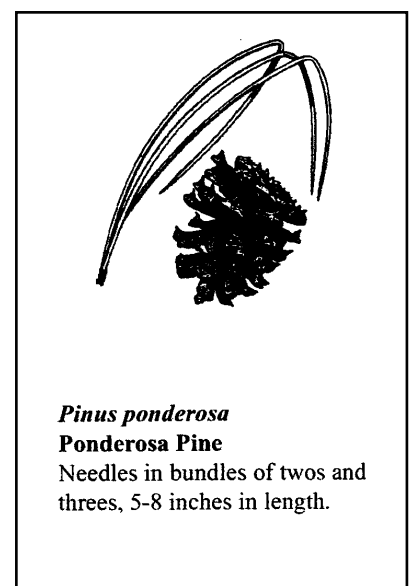 Pinus ponderosa
Ponderosa Pine
Needles in bundles of twos and
threes, 5-8 inches in length.